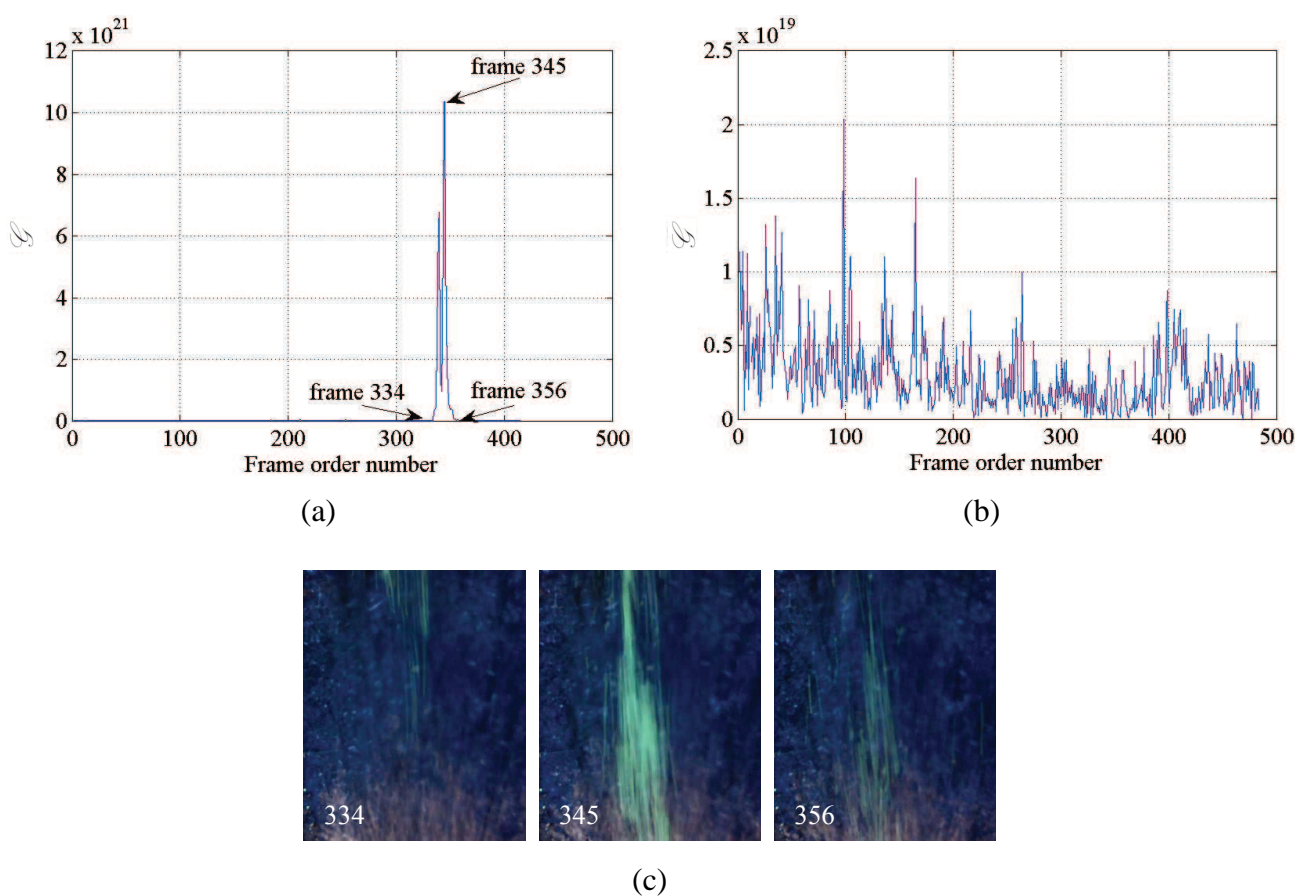 x 10^21
12
10
8
6
4
2
0
0 100 200 300 400 500
𝒢
Frame order number
frame 345
frame 334
frame 356
(a)
x 10^19
2.5
2
1.5
1
0.5
0
0 100 200 300 400 500
𝒢
Frame order number
(b)
334 345 356
(c)